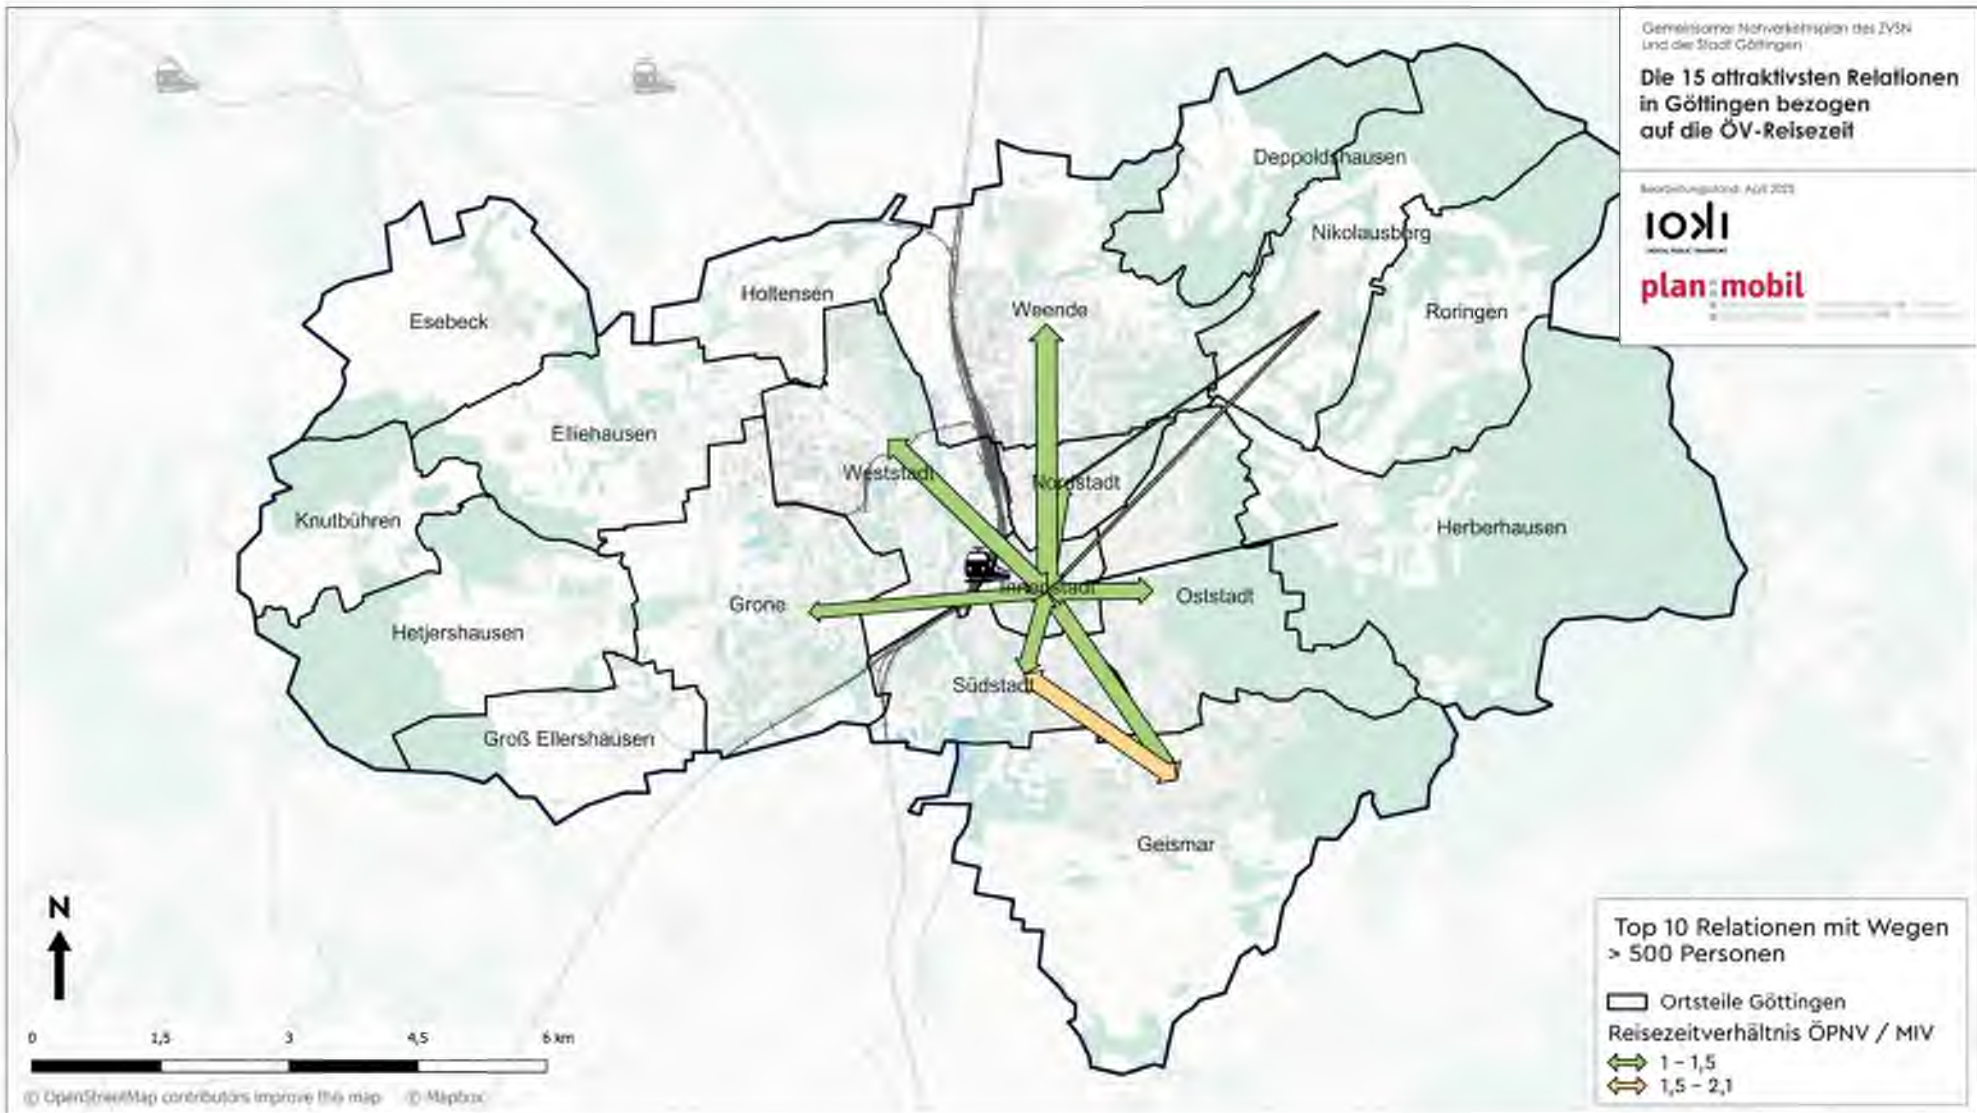 Gemeinsamer Nahverkehrsplan des ZVSN
und der Stadt Göttingen
Die 15 attraktivsten Relationen
in Göttingen bezogen
auf die ÖV-Reisezeit
Bearbeitungsstand: April 2025
ioki
plan:mobil
Deppoldshausen
Nikolausberg
Holtensen
Weende
Roringen
Esebeck
Elliehausen
Weststadt
Nordstadt
Knutbühren
Herberhausen
Innenstadt
Grone
Oststadt
Hetjershausen
Südstadt
Groß Ellershausen
Geismar
N
0 1,5 3 4,5 6 km
© OpenStreetMap contributors improve this map © Mapbox
Top 10 Relationen mit Wegen
> 500 Personen
Ortsteile Göttingen
Reisezeitverhältnis ÖPNV / MIV
1 – 1,5
1,5 – 2,1